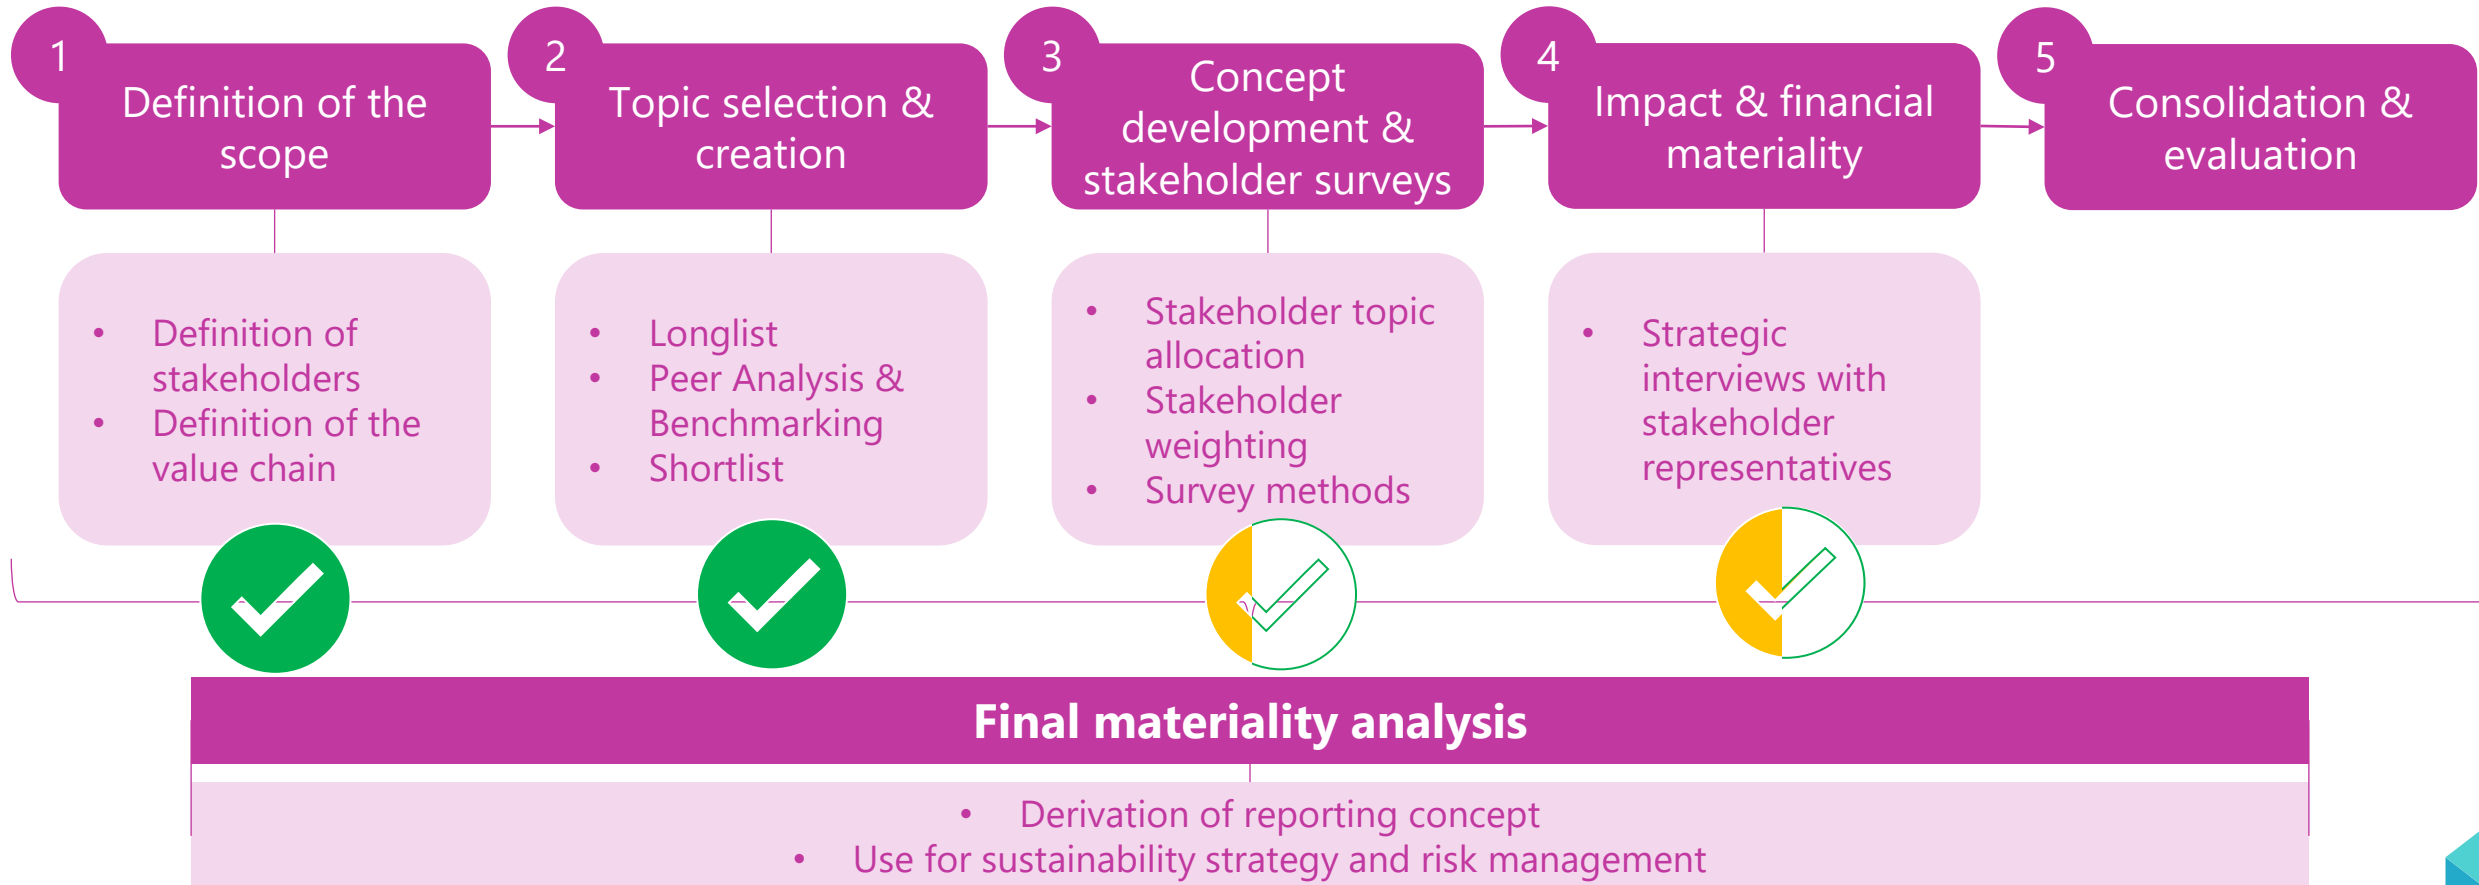 1
Definition of the
scope
2
Topic selection &
creation
3
Concept
development &
stakeholder surveys
4
Impact & financial
materiality
5
Consolidation &
evaluation
• Definition of
stakeholders
• Definition of the
value chain
• Longlist
• Peer Analysis &
Benchmarking
• Shortlist
• Stakeholder topic
allocation
• Stakeholder
weighting
• Survey methods
• Strategic
interviews with
stakeholder
representatives
Final materiality analysis
• Derivation of reporting concept
• Use for sustainability strategy and risk management